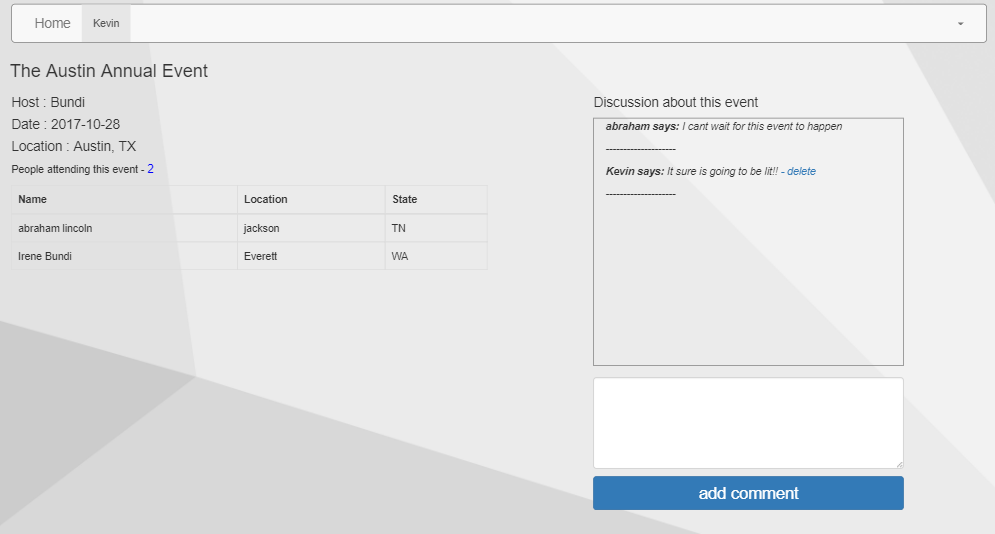 Home Kevin
The Austin Annual Event
Host : Bundi
Date : 2017-10-28
Location : Austin, TX
People attending this event - 2
Name Location State
abraham lincoln jackson TN
Irene Bundi Everett WA
Discussion about this event
abraham says: I cant wait for this event to happen
--------------------
Kevin says: It sure is going to be lit!! - delete
--------------------
add comment